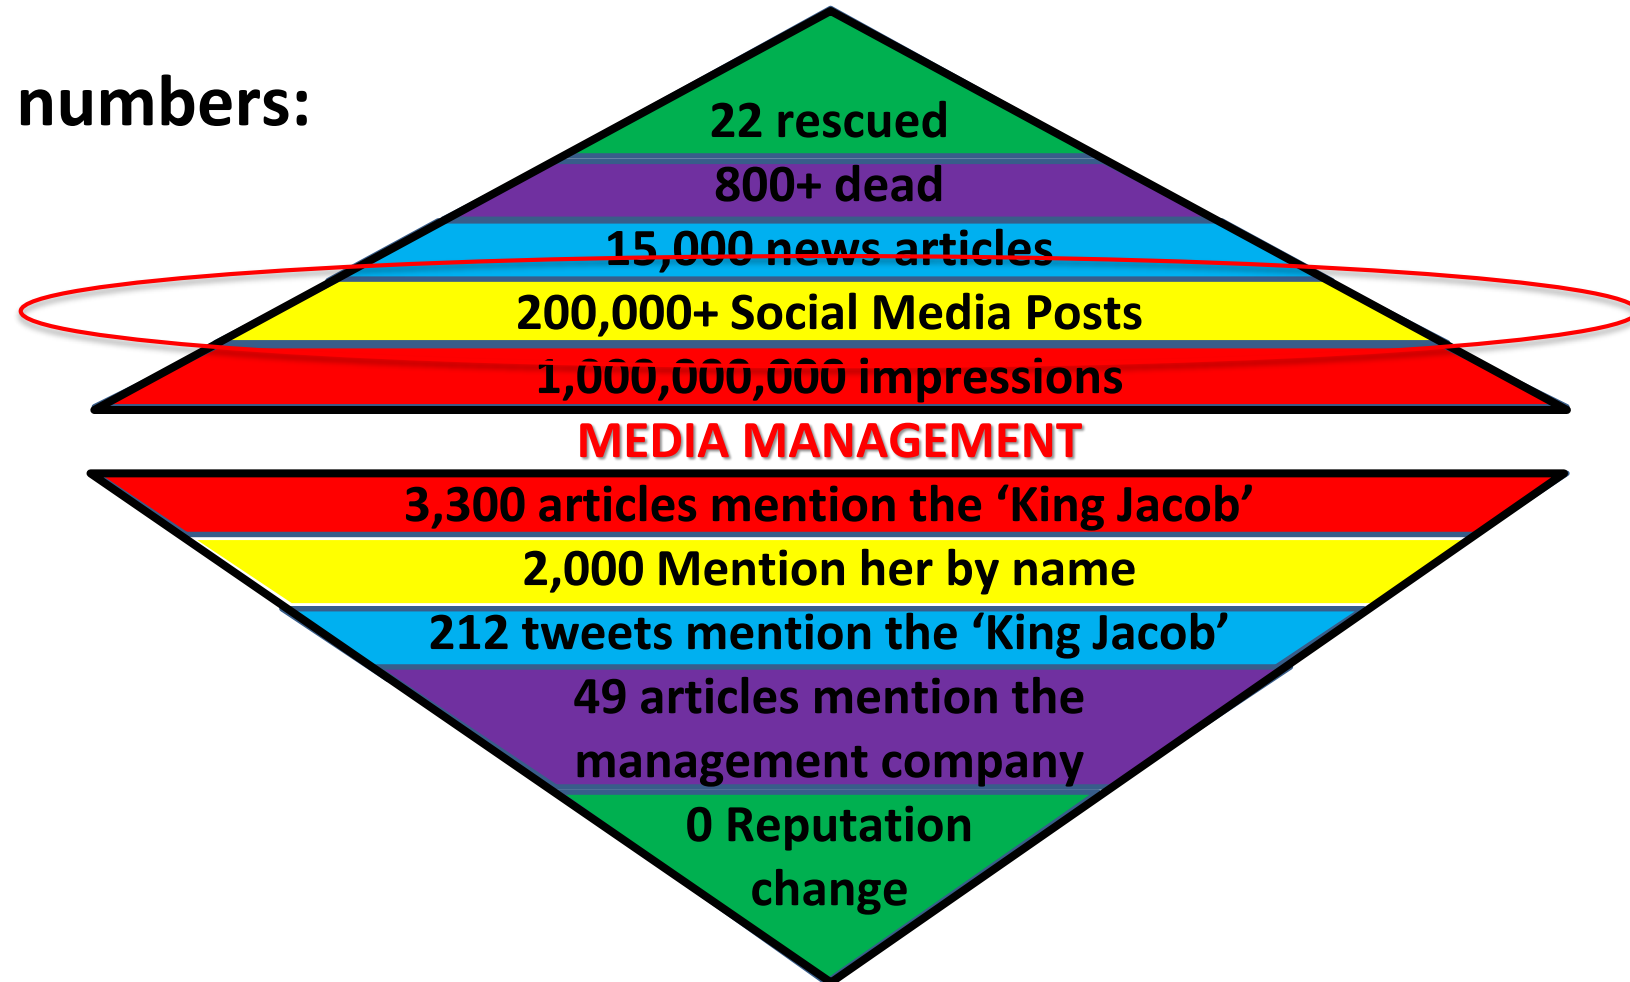 numbers:
22 rescued
800+ dead
15,000 news articles
200,000+ Social Media Posts
1,000,000,000 impressions
MEDIA MANAGEMENT
3,300 articles mention the ‘King Jacob’
2,000 Mention her by name
212 tweets mention the ‘King Jacob’
49 articles mention the
management company
0 Reputation
change